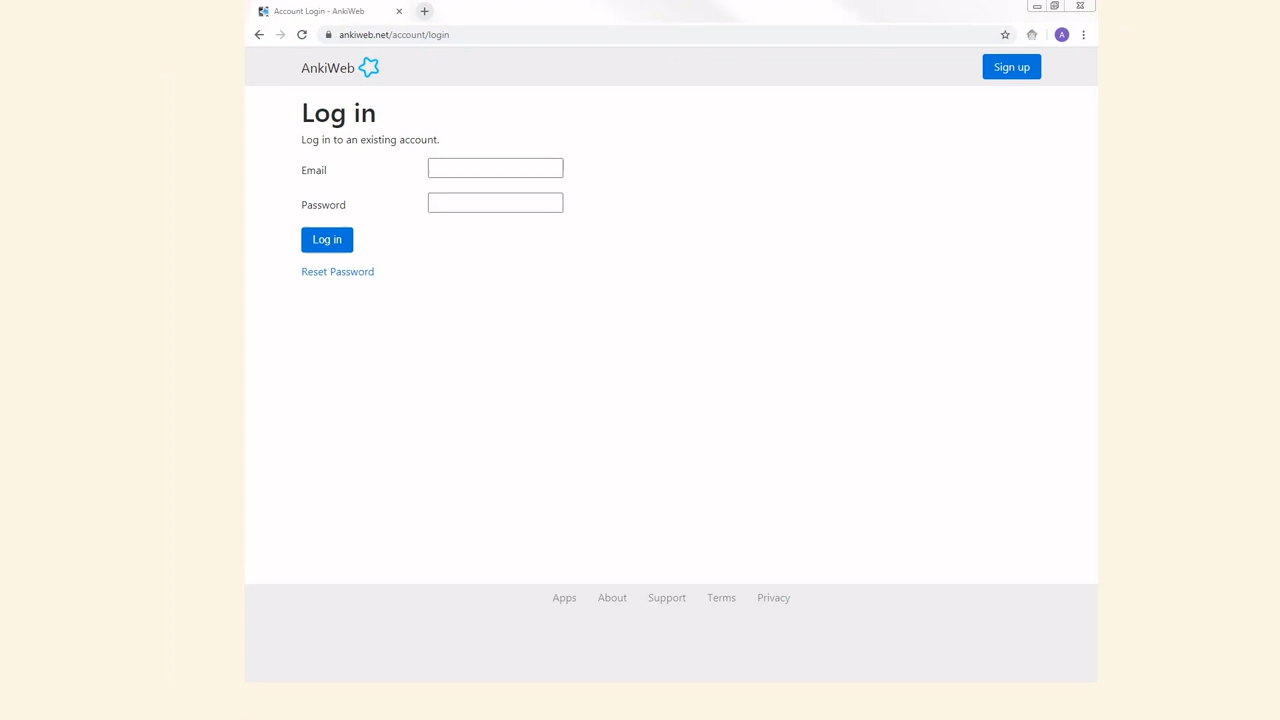 Account Login - AnkiWeb
ankiweb.net/account/login
A
AnkiWeb
Sign up
Log in
Log in to an existing account.
Email
Password
Log in
Reset Password
Apps About Support Terms Privacy